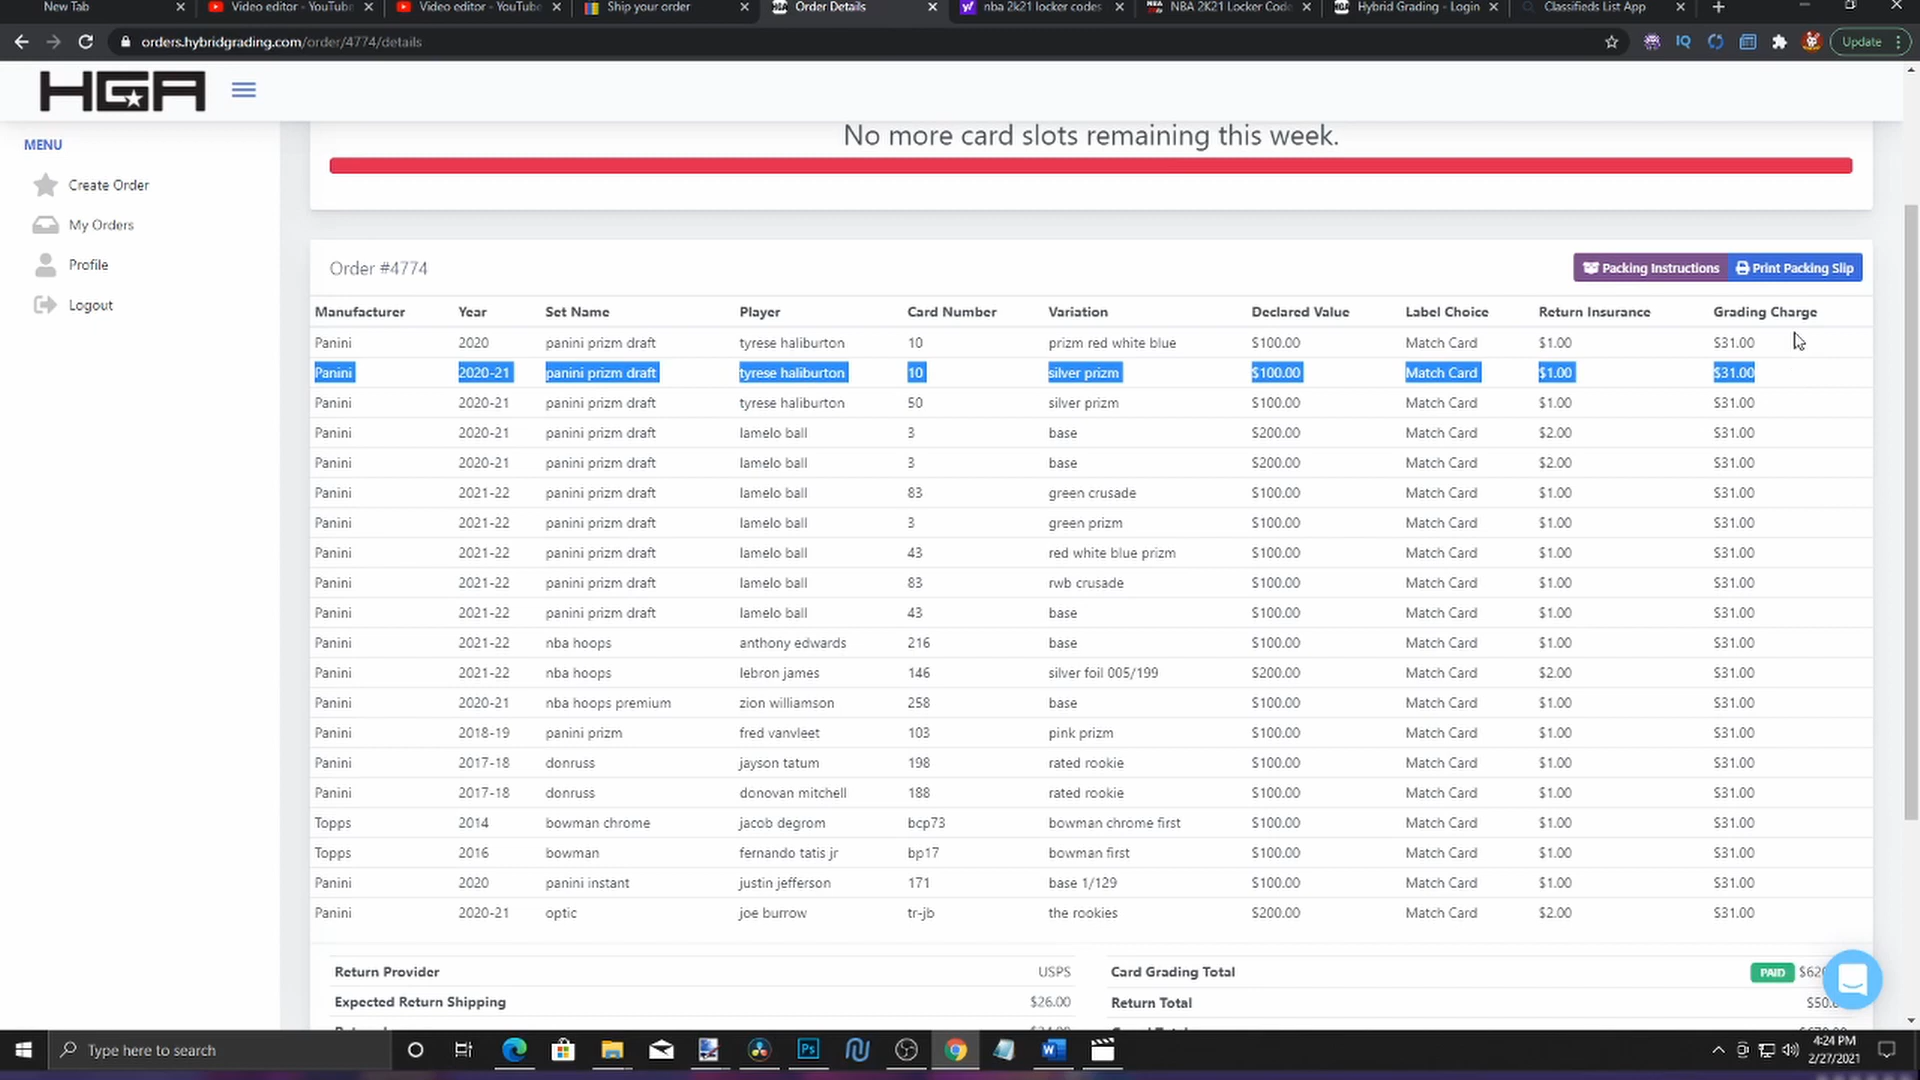 New Tab Video editor - YouTube Video editor - YouTube Ship your order Order Details nba 2k21 locker codes NBA 2K21 Locker Cod Hybrid Grading - Login Classifieds List App
orders.hybridgrading.com/order/4774/details Update
HGA
No more card slots remaining this week.
MENU
Create Order
My Orders
Profile
Logout
Order #4774 Packing Instructions Print Packing Slip
Manufacturer Year Set Name Player Card Number Variation Declared Value Label Choice Return Insurance Grading Charge
Panini 2020 panini prizm draft tyrese haliburton 10 prizm red white blue $100.00 Match Card $1.00 $31.00
Panini 2020-21 panini prizm draft tyrese haliburton 10 silver prizm $100.00 Match Card $1.00 $31.00
Panini 2020-21 panini prizm draft tyrese haliburton 50 silver prizm $100.00 Match Card $1.00 $31.00
Panini 2020-21 panini prizm draft lamelo ball 3 base $200.00 Match Card $2.00 $31.00
Panini 2020-21 panini prizm draft lamelo ball 3 base $200.00 Match Card $2.00 $31.00
Panini 2021-22 panini prizm draft lamelo ball 83 green crusade $100.00 Match Card $1.00 $31.00
Panini 2021-22 panini prizm draft lamelo ball 3 green prizm $100.00 Match Card $1.00 $31.00
Panini 2021-22 panini prizm draft lamelo ball 43 red white blue prizm $100.00 Match Card $1.00 $31.00
Panini 2021-22 panini prizm draft lamelo ball 83 rwb crusade $100.00 Match Card $1.00 $31.00
Panini 2021-22 panini prizm draft lamelo ball 43 base $100.00 Match Card $1.00 $31.00
Panini 2021-22 nba hoops anthony edwards 216 base $100.00 Match Card $1.00 $31.00
Panini 2021-22 nba hoops lebron james 146 silver foil 005/199 $200.00 Match Card $2.00 $31.00
Panini 2020-21 nba hoops premium zion williamson 258 base $100.00 Match Card $1.00 $31.00
Panini 2018-19 panini prizm fred vanvleet 103 pink prizm $100.00 Match Card $1.00 $31.00
Panini 2017-18 donruss jayson tatum 198 rated rookie $100.00 Match Card $1.00 $31.00
Panini 2017-18 donruss donovan mitchell 188 rated rookie $100.00 Match Card $1.00 $31.00
Topps 2014 bowman chrome jacob degrom bcp73 bowman chrome first $100.00 Match Card $1.00 $31.00
Topps 2016 bowman fernando tatis jr bp17 bowman first $100.00 Match Card $1.00 $31.00
Panini 2020 panini instant justin jefferson 171 base 1/129 $100.00 Match Card $1.00 $31.00
Panini 2020-21 optic joe burrow tr-jb the rookies $200.00 Match Card $2.00 $31.00
Return Provider USPS Card Grading Total PAID
Expected Return Shipping $26.00 Return Total
Type here to search
4:24 PM
2/27/2021